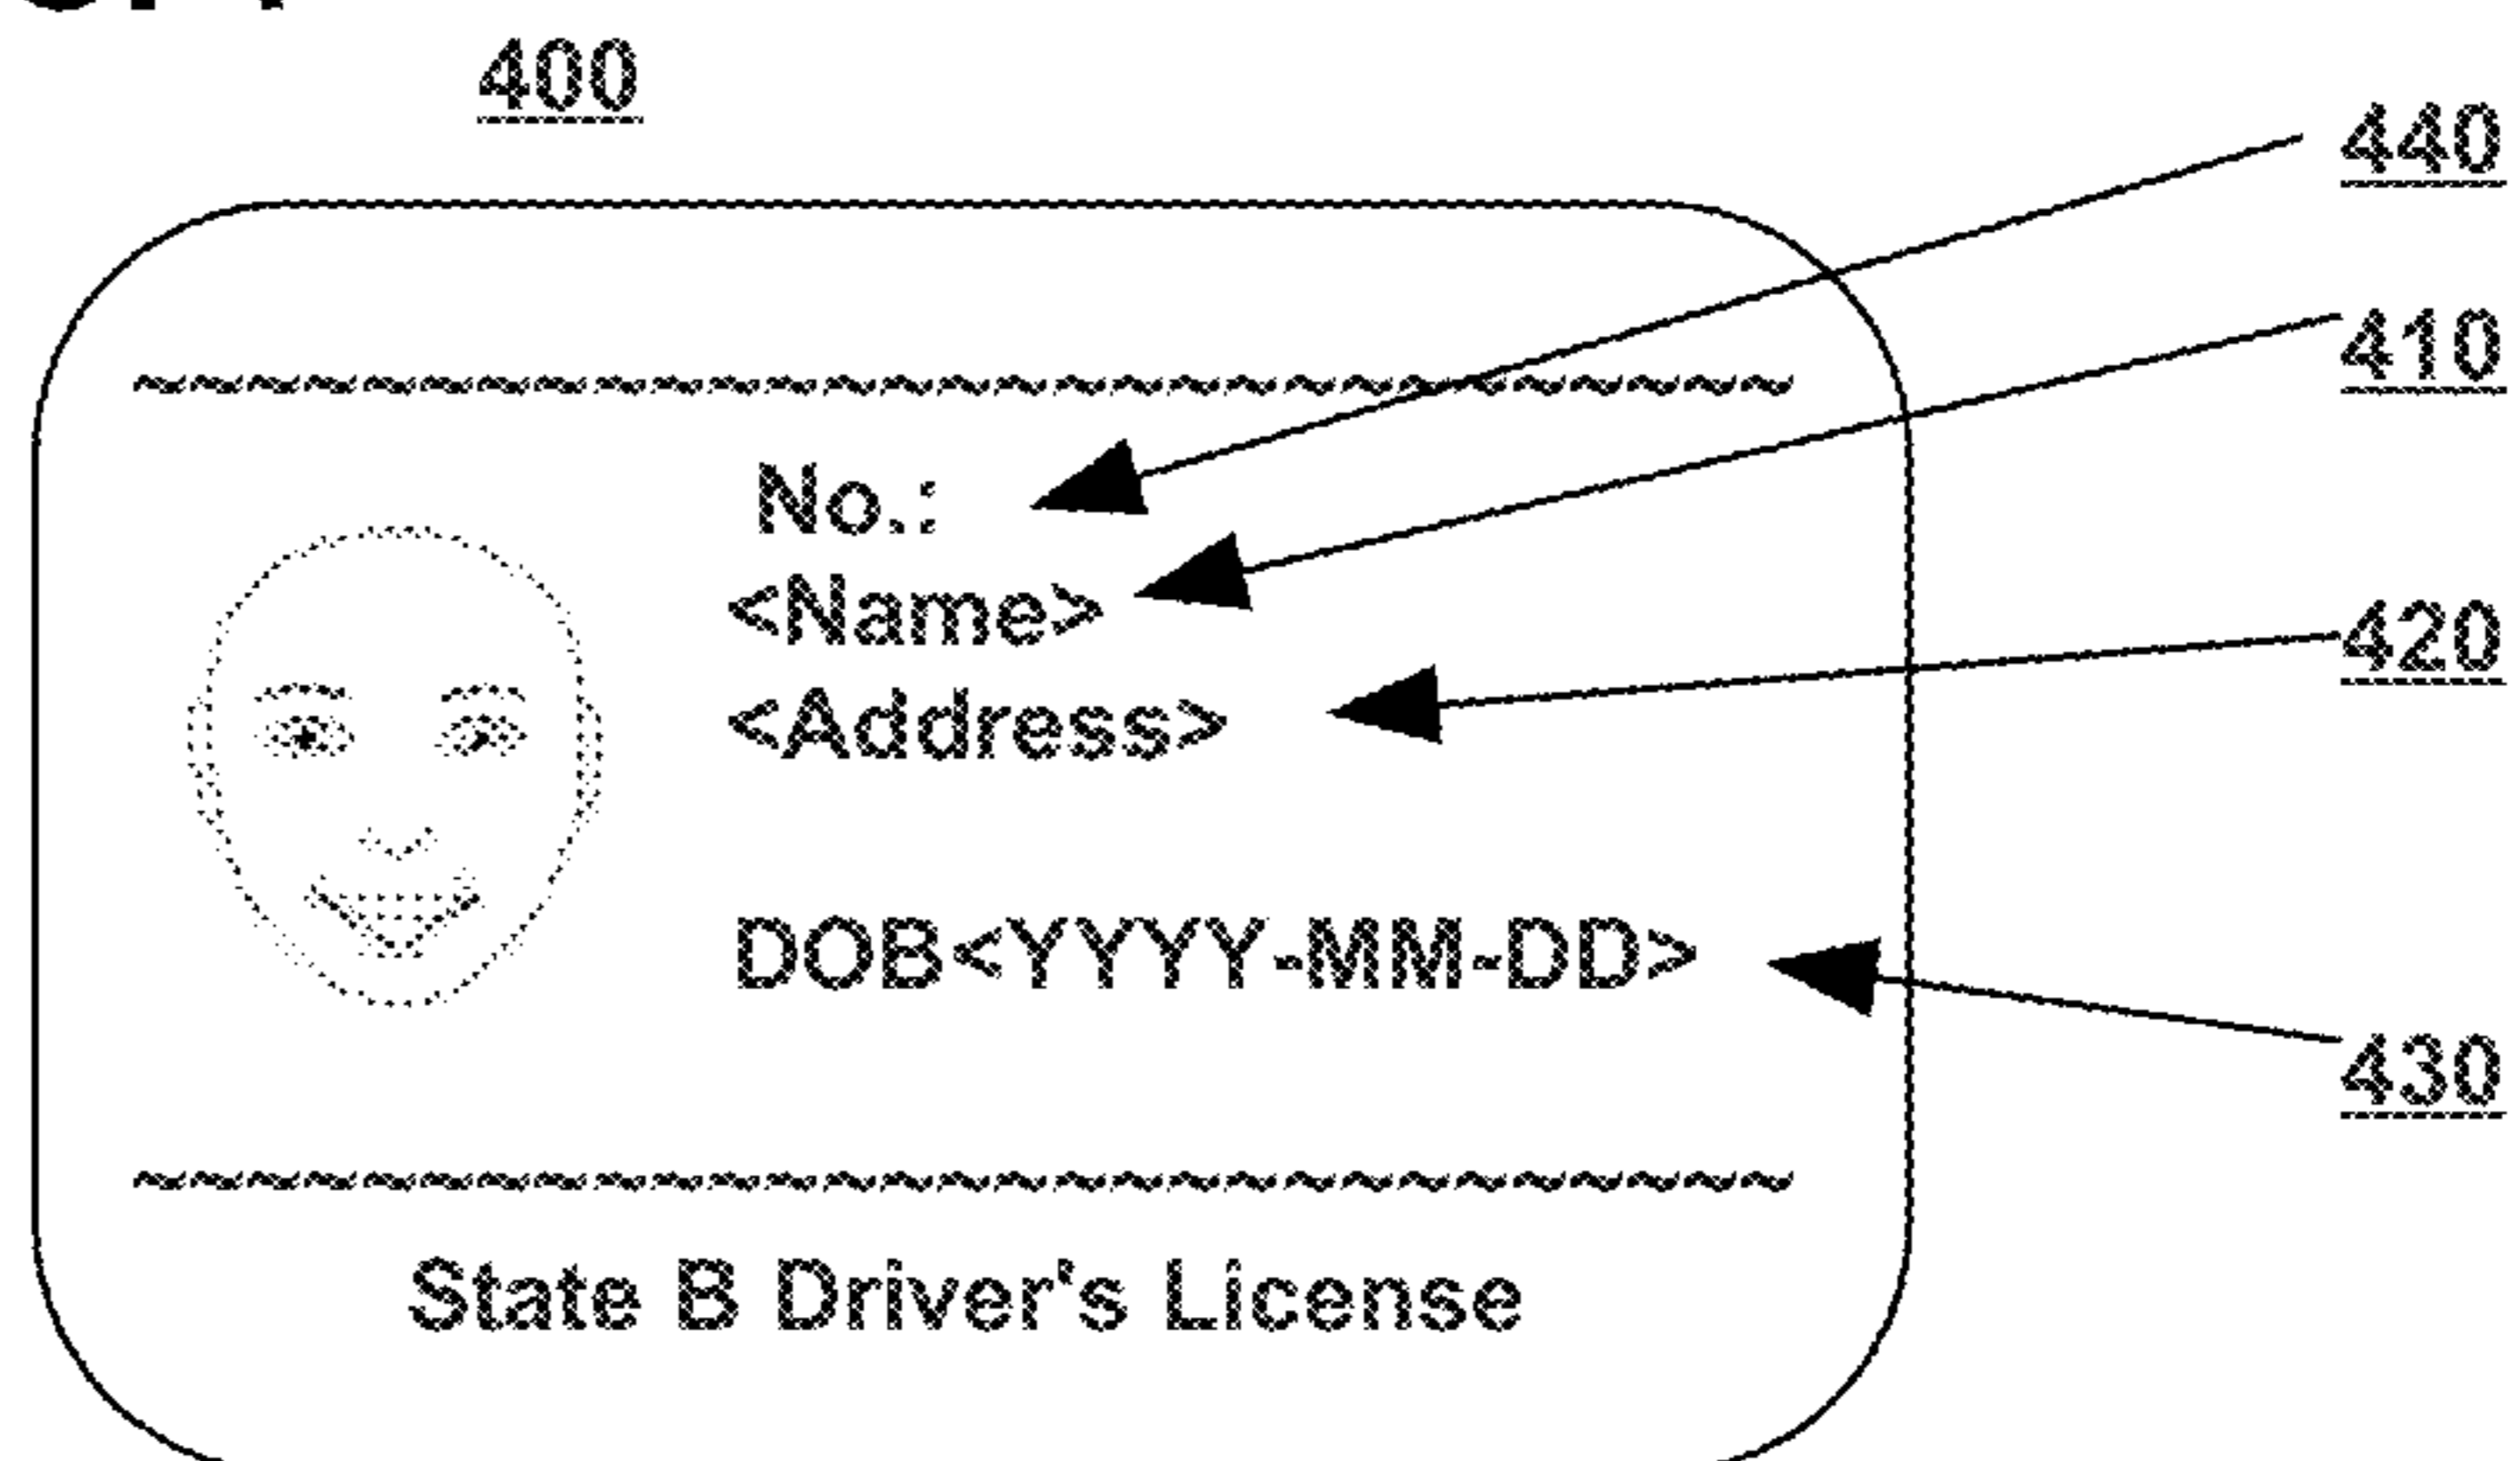 400
440
410
No.:
<Name>
<Address>
420
DOB<YYYY-MM-DD>
430
State B Driver's License